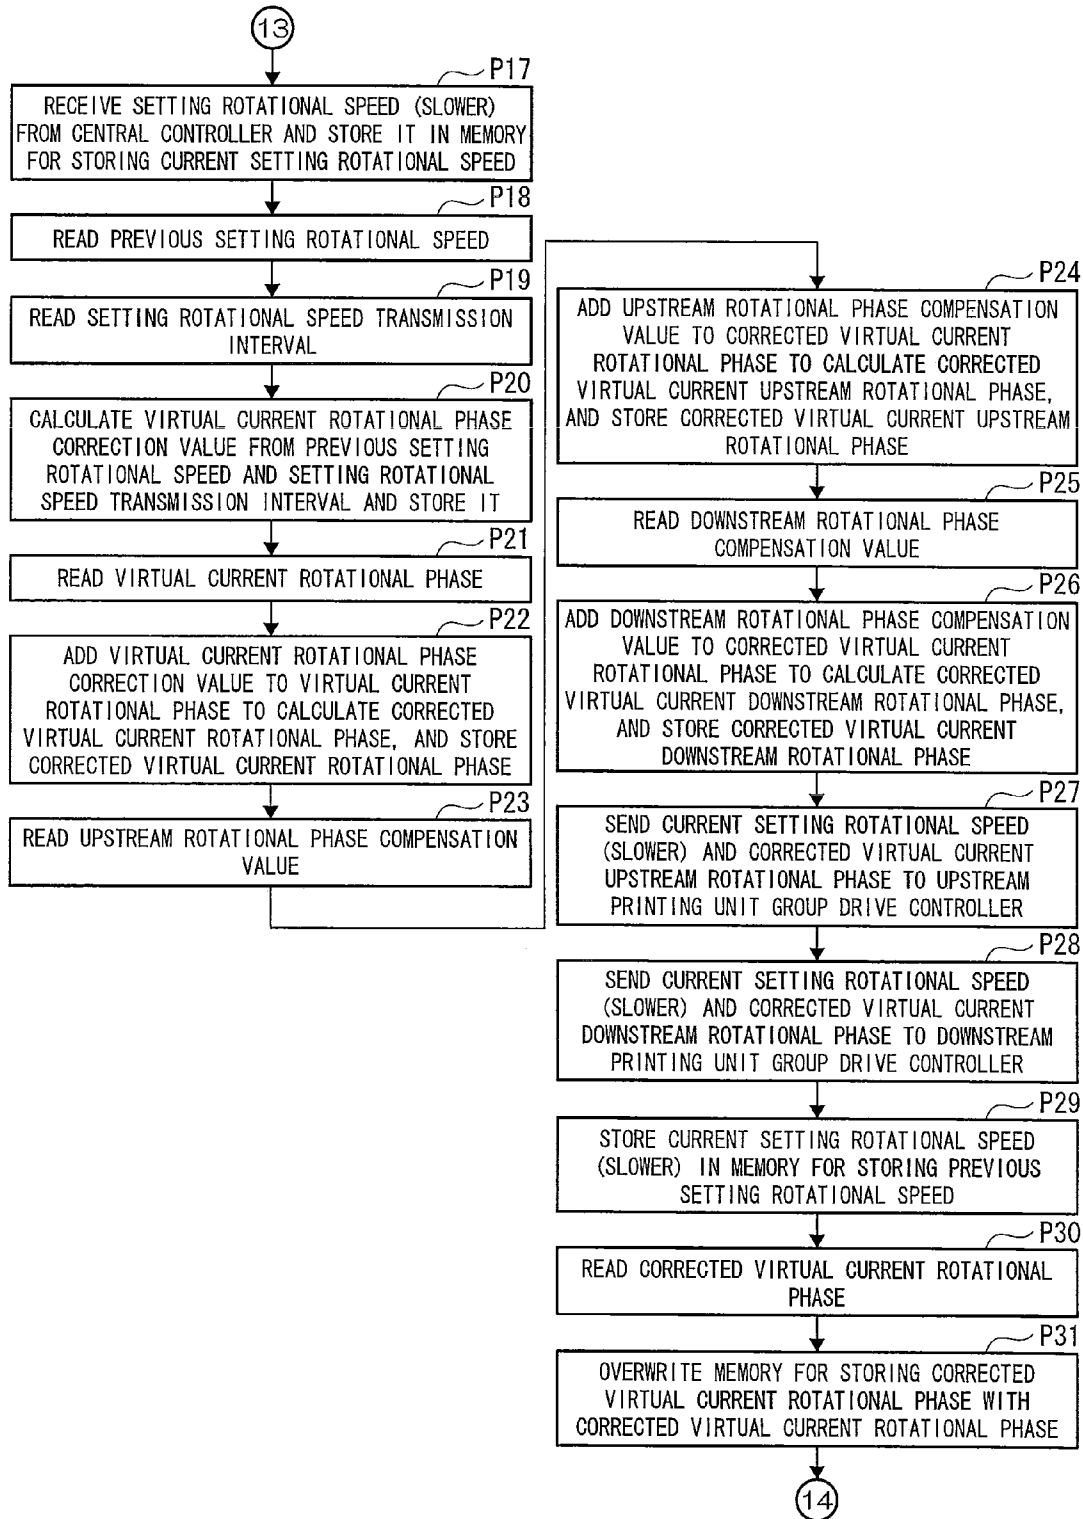 13
P17
RECEIVE SETTING ROTATIONAL SPEED (SLOWER)
FROM CENTRAL CONTROLLER AND STORE IT IN MEMORY
FOR STORING CURRENT SETTING ROTATIONAL SPEED
P18
READ PREVIOUS SETTING ROTATIONAL SPEED
P19
READ SETTING ROTATIONAL SPEED TRANSMISSION
INTERVAL
P20
CALCULATE VIRTUAL CURRENT ROTATIONAL PHASE
CORRECTION VALUE FROM PREVIOUS SETTING
ROTATIONAL SPEED AND SETTING ROTATIONAL
SPEED TRANSMISSION INTERVAL AND STORE IT
P21
READ VIRTUAL CURRENT ROTATIONAL PHASE
P22
ADD VIRTUAL CURRENT ROTATIONAL PHASE
CORRECTION VALUE TO VIRTUAL CURRENT
ROTATIONAL PHASE TO CALCULATE CORRECTED
VIRTUAL CURRENT ROTATIONAL PHASE, AND STORE
CORRECTED VIRTUAL CURRENT ROTATIONAL PHASE
P23
READ UPSTREAM ROTATIONAL PHASE COMPENSATION
VALUE
P24
ADD UPSTREAM ROTATIONAL PHASE COMPENSATION
VALUE TO CORRECTED VIRTUAL CURRENT
ROTATIONAL PHASE TO CALCULATE CORRECTED
VIRTUAL CURRENT UPSTREAM ROTATIONAL PHASE,
AND STORE CORRECTED VIRTUAL CURRENT UPSTREAM
ROTATIONAL PHASE
P25
READ DOWNSTREAM ROTATIONAL PHASE
COMPENSATION VALUE
P26
ADD DOWNSTREAM ROTATIONAL PHASE COMPENSATION
VALUE TO CORRECTED VIRTUAL CURRENT
ROTATIONAL PHASE TO CALCULATE CORRECTED
VIRTUAL CURRENT DOWNSTREAM ROTATIONAL PHASE,
AND STORE CORRECTED VIRTUAL CURRENT
DOWNSTREAM ROTATIONAL PHASE
P27
SEND CURRENT SETTING ROTATIONAL SPEED
(SLOWER) AND CORRECTED VIRTUAL CURRENT
UPSTREAM ROTATIONAL PHASE TO UPSTREAM
PRINTING UNIT GROUP DRIVE CONTROLLER
P28
SEND CURRENT SETTING ROTATIONAL SPEED
(SLOWER) AND CORRECTED VIRTUAL CURRENT
DOWNSTREAM ROTATIONAL PHASE TO DOWNSTREAM
PRINTING UNIT GROUP DRIVE CONTROLLER
P29
STORE CURRENT SETTING ROTATIONAL SPEED
(SLOWER) IN MEMORY FOR STORING PREVIOUS
SETTING ROTATIONAL SPEED
P30
READ CORRECTED VIRTUAL CURRENT ROTATIONAL
PHASE
P31
OVERWRITE MEMORY FOR STORING CORRECTED
VIRTUAL CURRENT ROTATIONAL PHASE WITH
CORRECTED VIRTUAL CURRENT ROTATIONAL PHASE
14